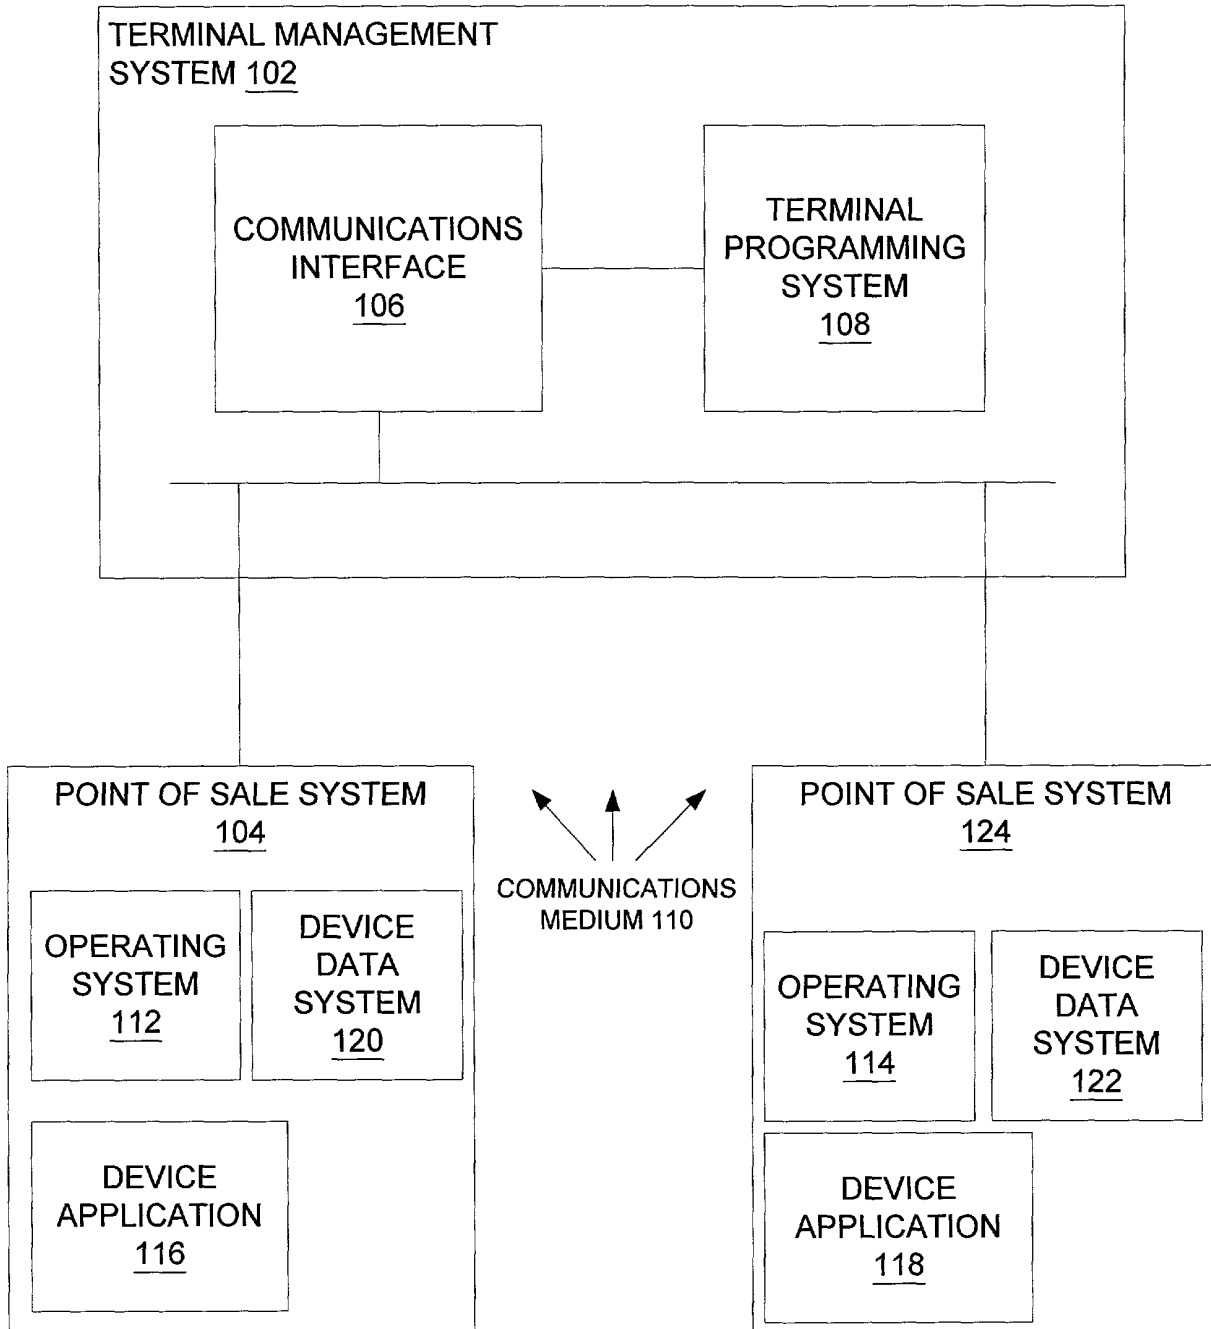 TERMINAL MANAGEMENT
SYSTEM 102
COMMUNICATIONS
INTERFACE
106
TERMINAL
PROGRAMMING
SYSTEM
108
POINT OF SALE SYSTEM
104
OPERATING
SYSTEM
112
DEVICE
DATA
SYSTEM
120
DEVICE
APPLICATION
116
COMMUNICATIONS
MEDIUM 110
POINT OF SALE SYSTEM
124
OPERATING
SYSTEM
114
DEVICE
DATA
SYSTEM
122
DEVICE
APPLICATION
118